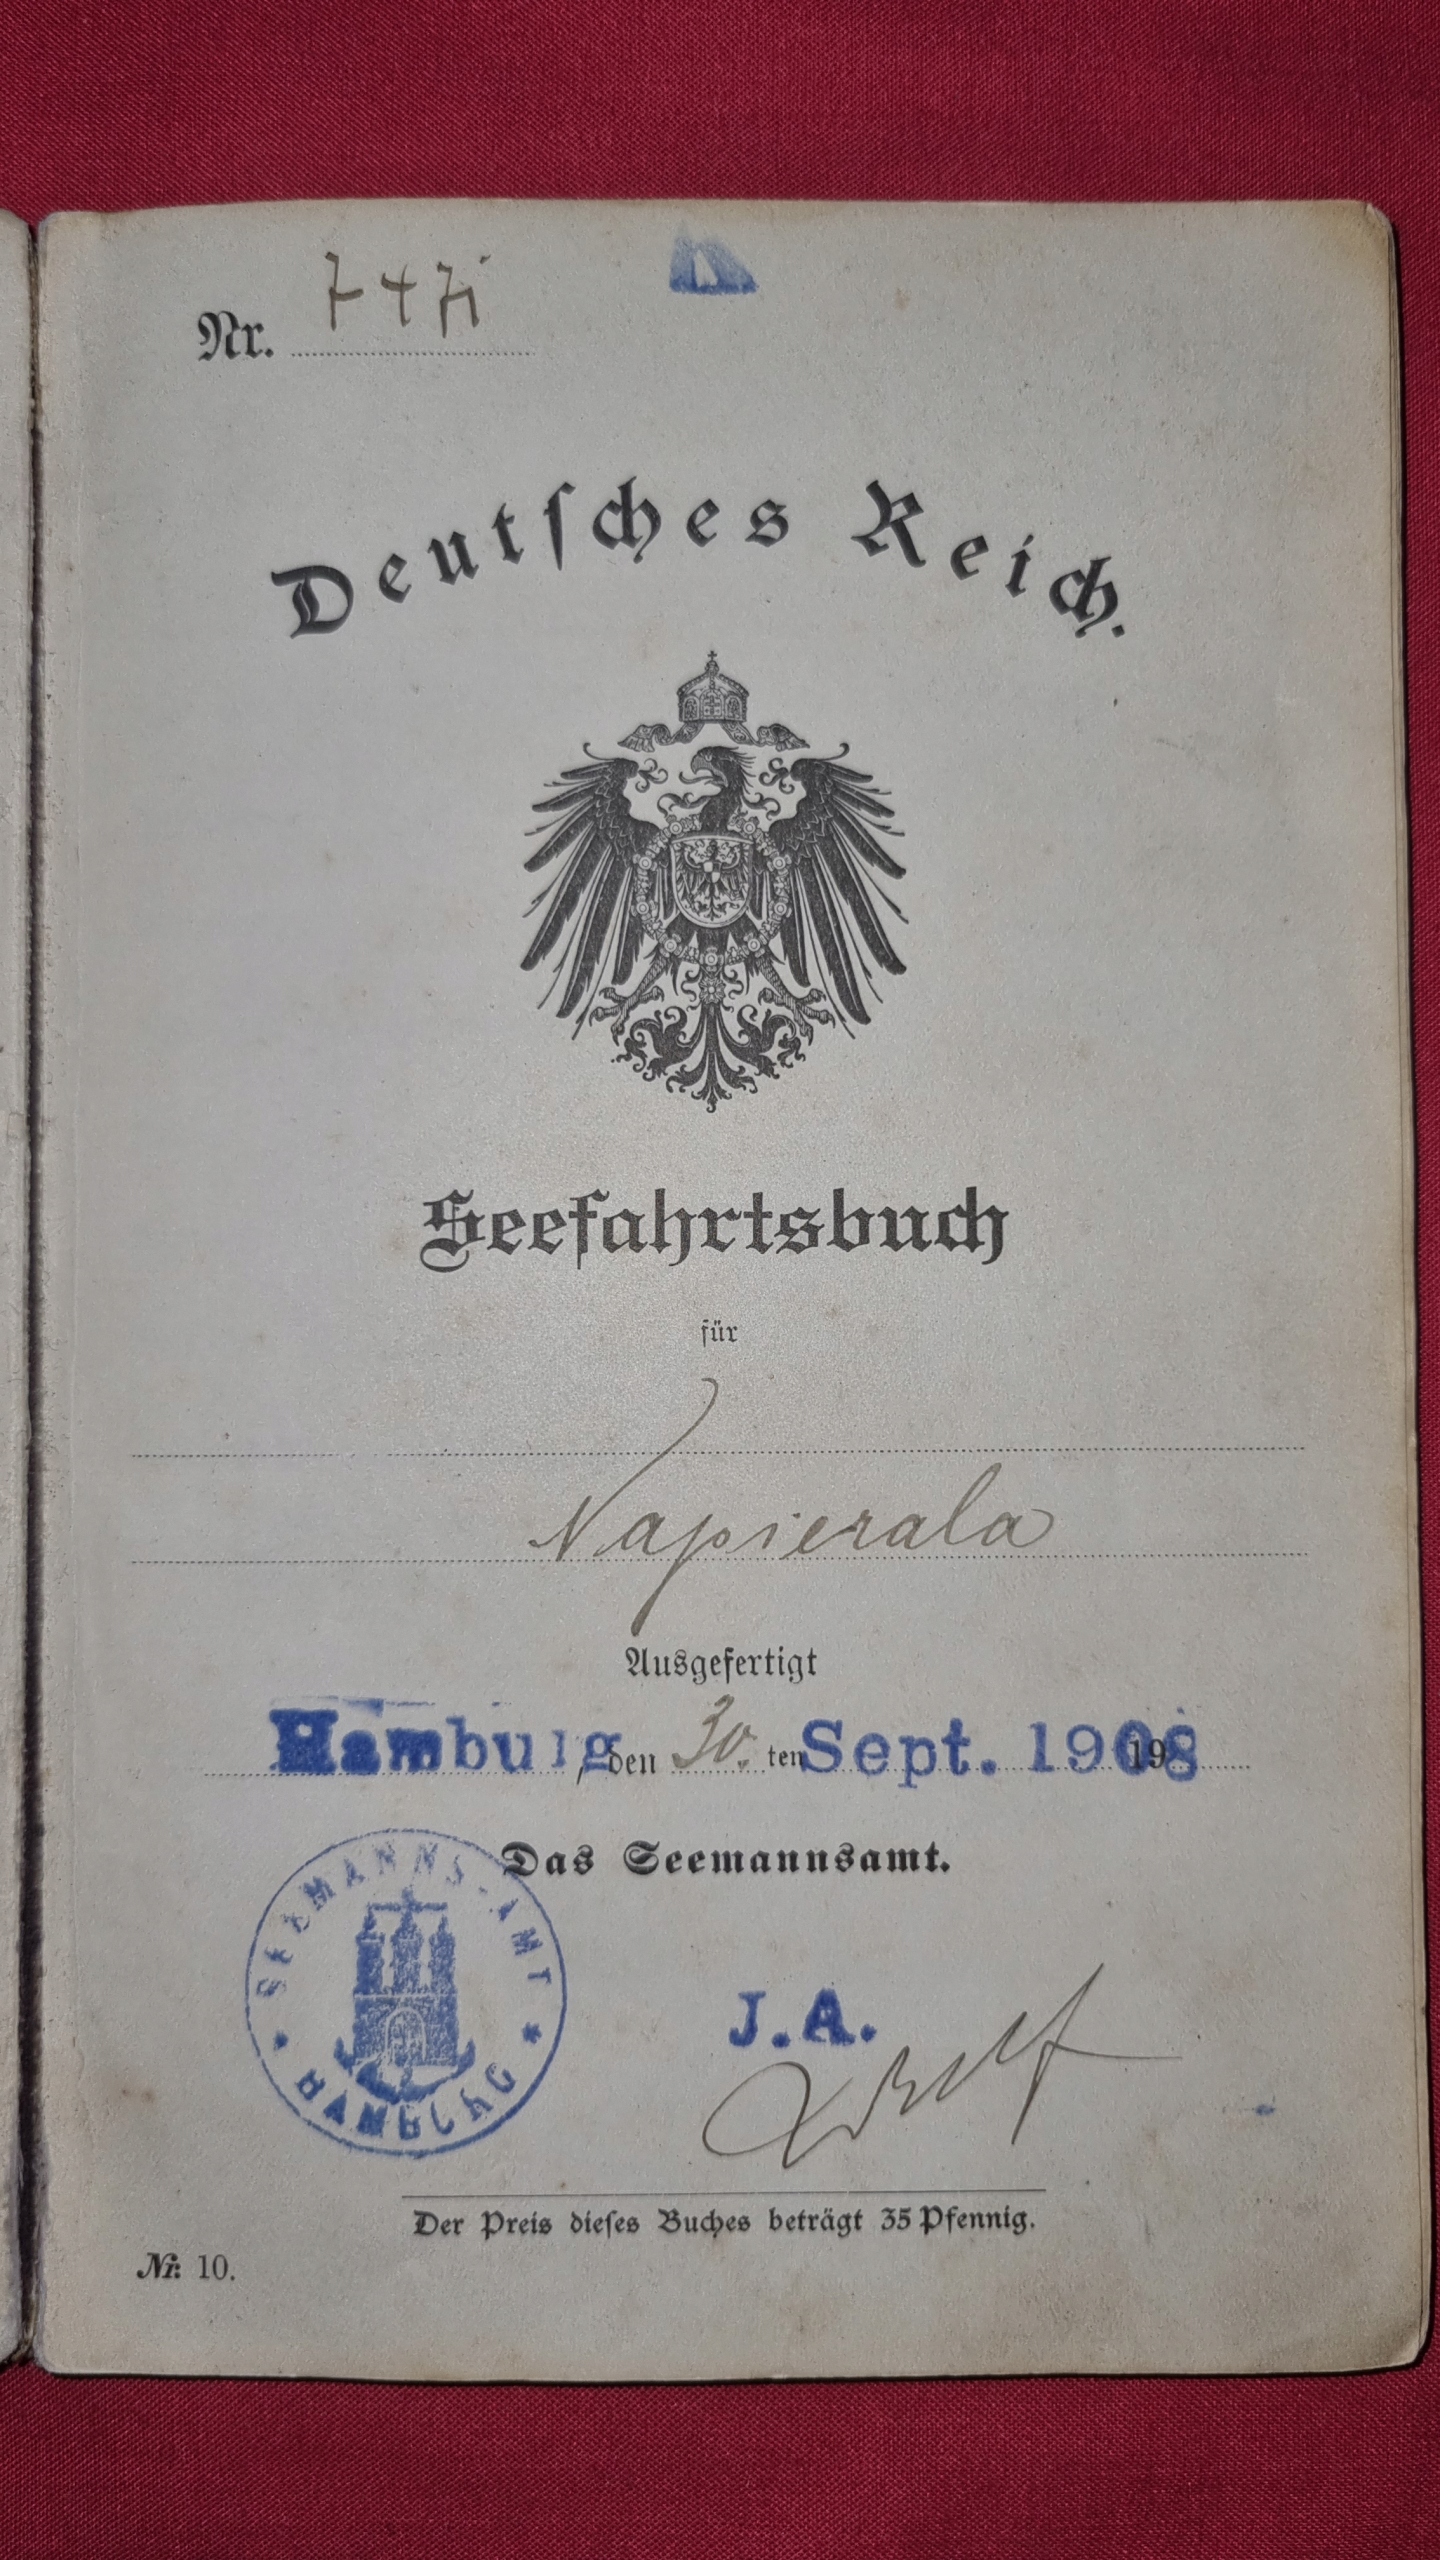 Nr.
Deutsches Reich.
Seefahrtsbuch
für
Napierala
Ausgefertigt
Hamburg, den 30. ten Sept. 1908 19
Das Seemannsamt.
SEEMANNS-AMT
HAMBURG
J.A.
Der Preis dieses Buches beträgt 35 Pfennig.
Nr. 10.